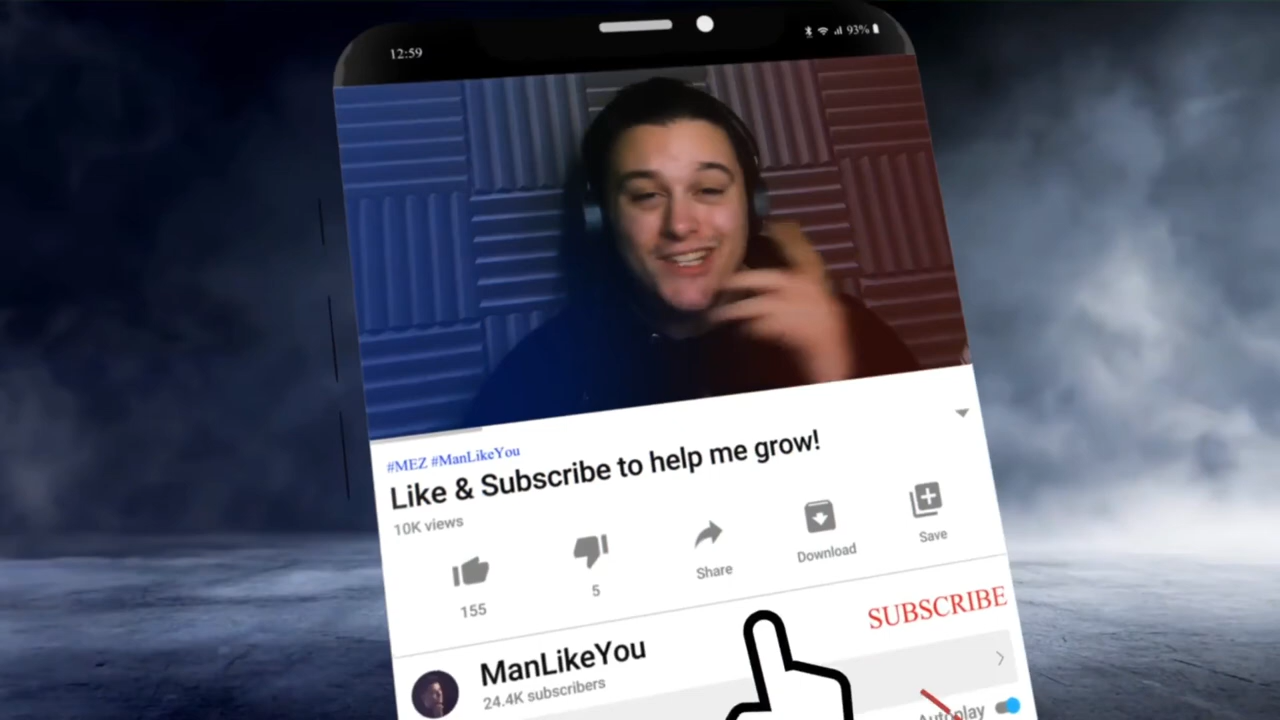 12:59
93%
#MEZ #ManLikeYou
Like & Subscribe to help me grow!
10K views
155
5
Share
Download
Save
SUBSCRIBE
ManLikeYou
24.4K subscribers
Autoplay